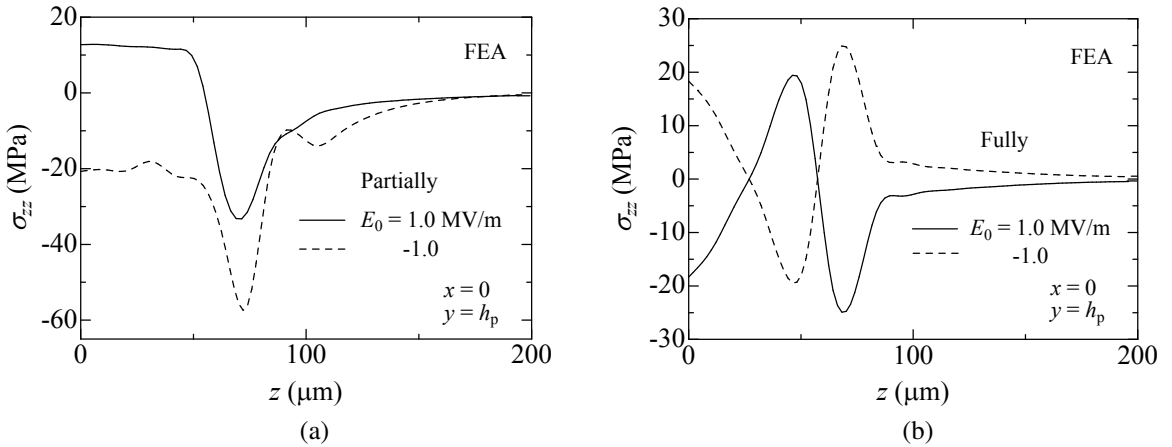 20
0
-20
-40
-60
σzz (MPa)
FEA
Partially
E0 = 1.0 MV/m
-1.0
x = 0
y = hp
0
100
200
z (μm)
(a)
30
20
10
0
-10
-20
-30
σzz (MPa)
FEA
Fully
E0 = 1.0 MV/m
-1.0
x = 0
y = hp
0
100
200
z (μm)
(b)